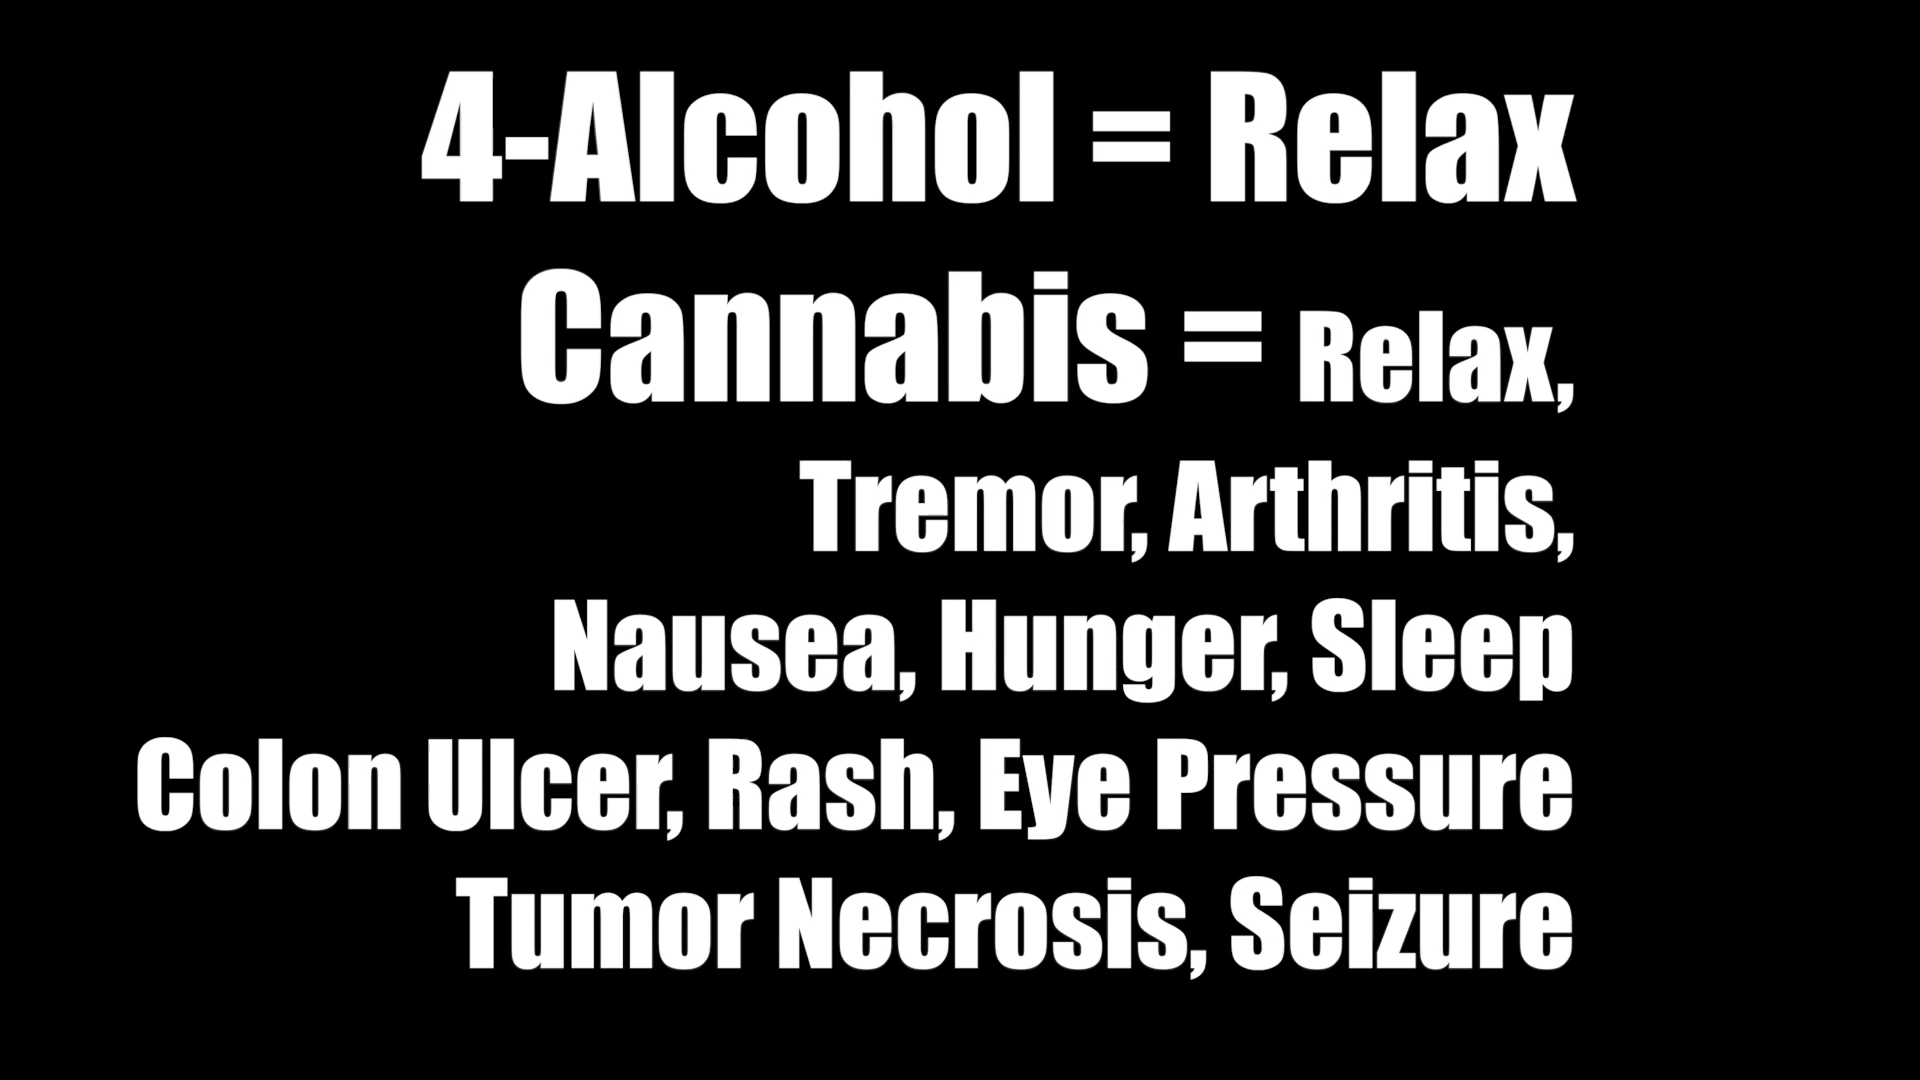 4-Alcohol = Relax
Cannabis = Relax,
Tremor, Arthritis,
Nausea, Hunger, Sleep
Colon Ulcer, Rash, Eye Pressure
Tumor Necrosis, Seizure